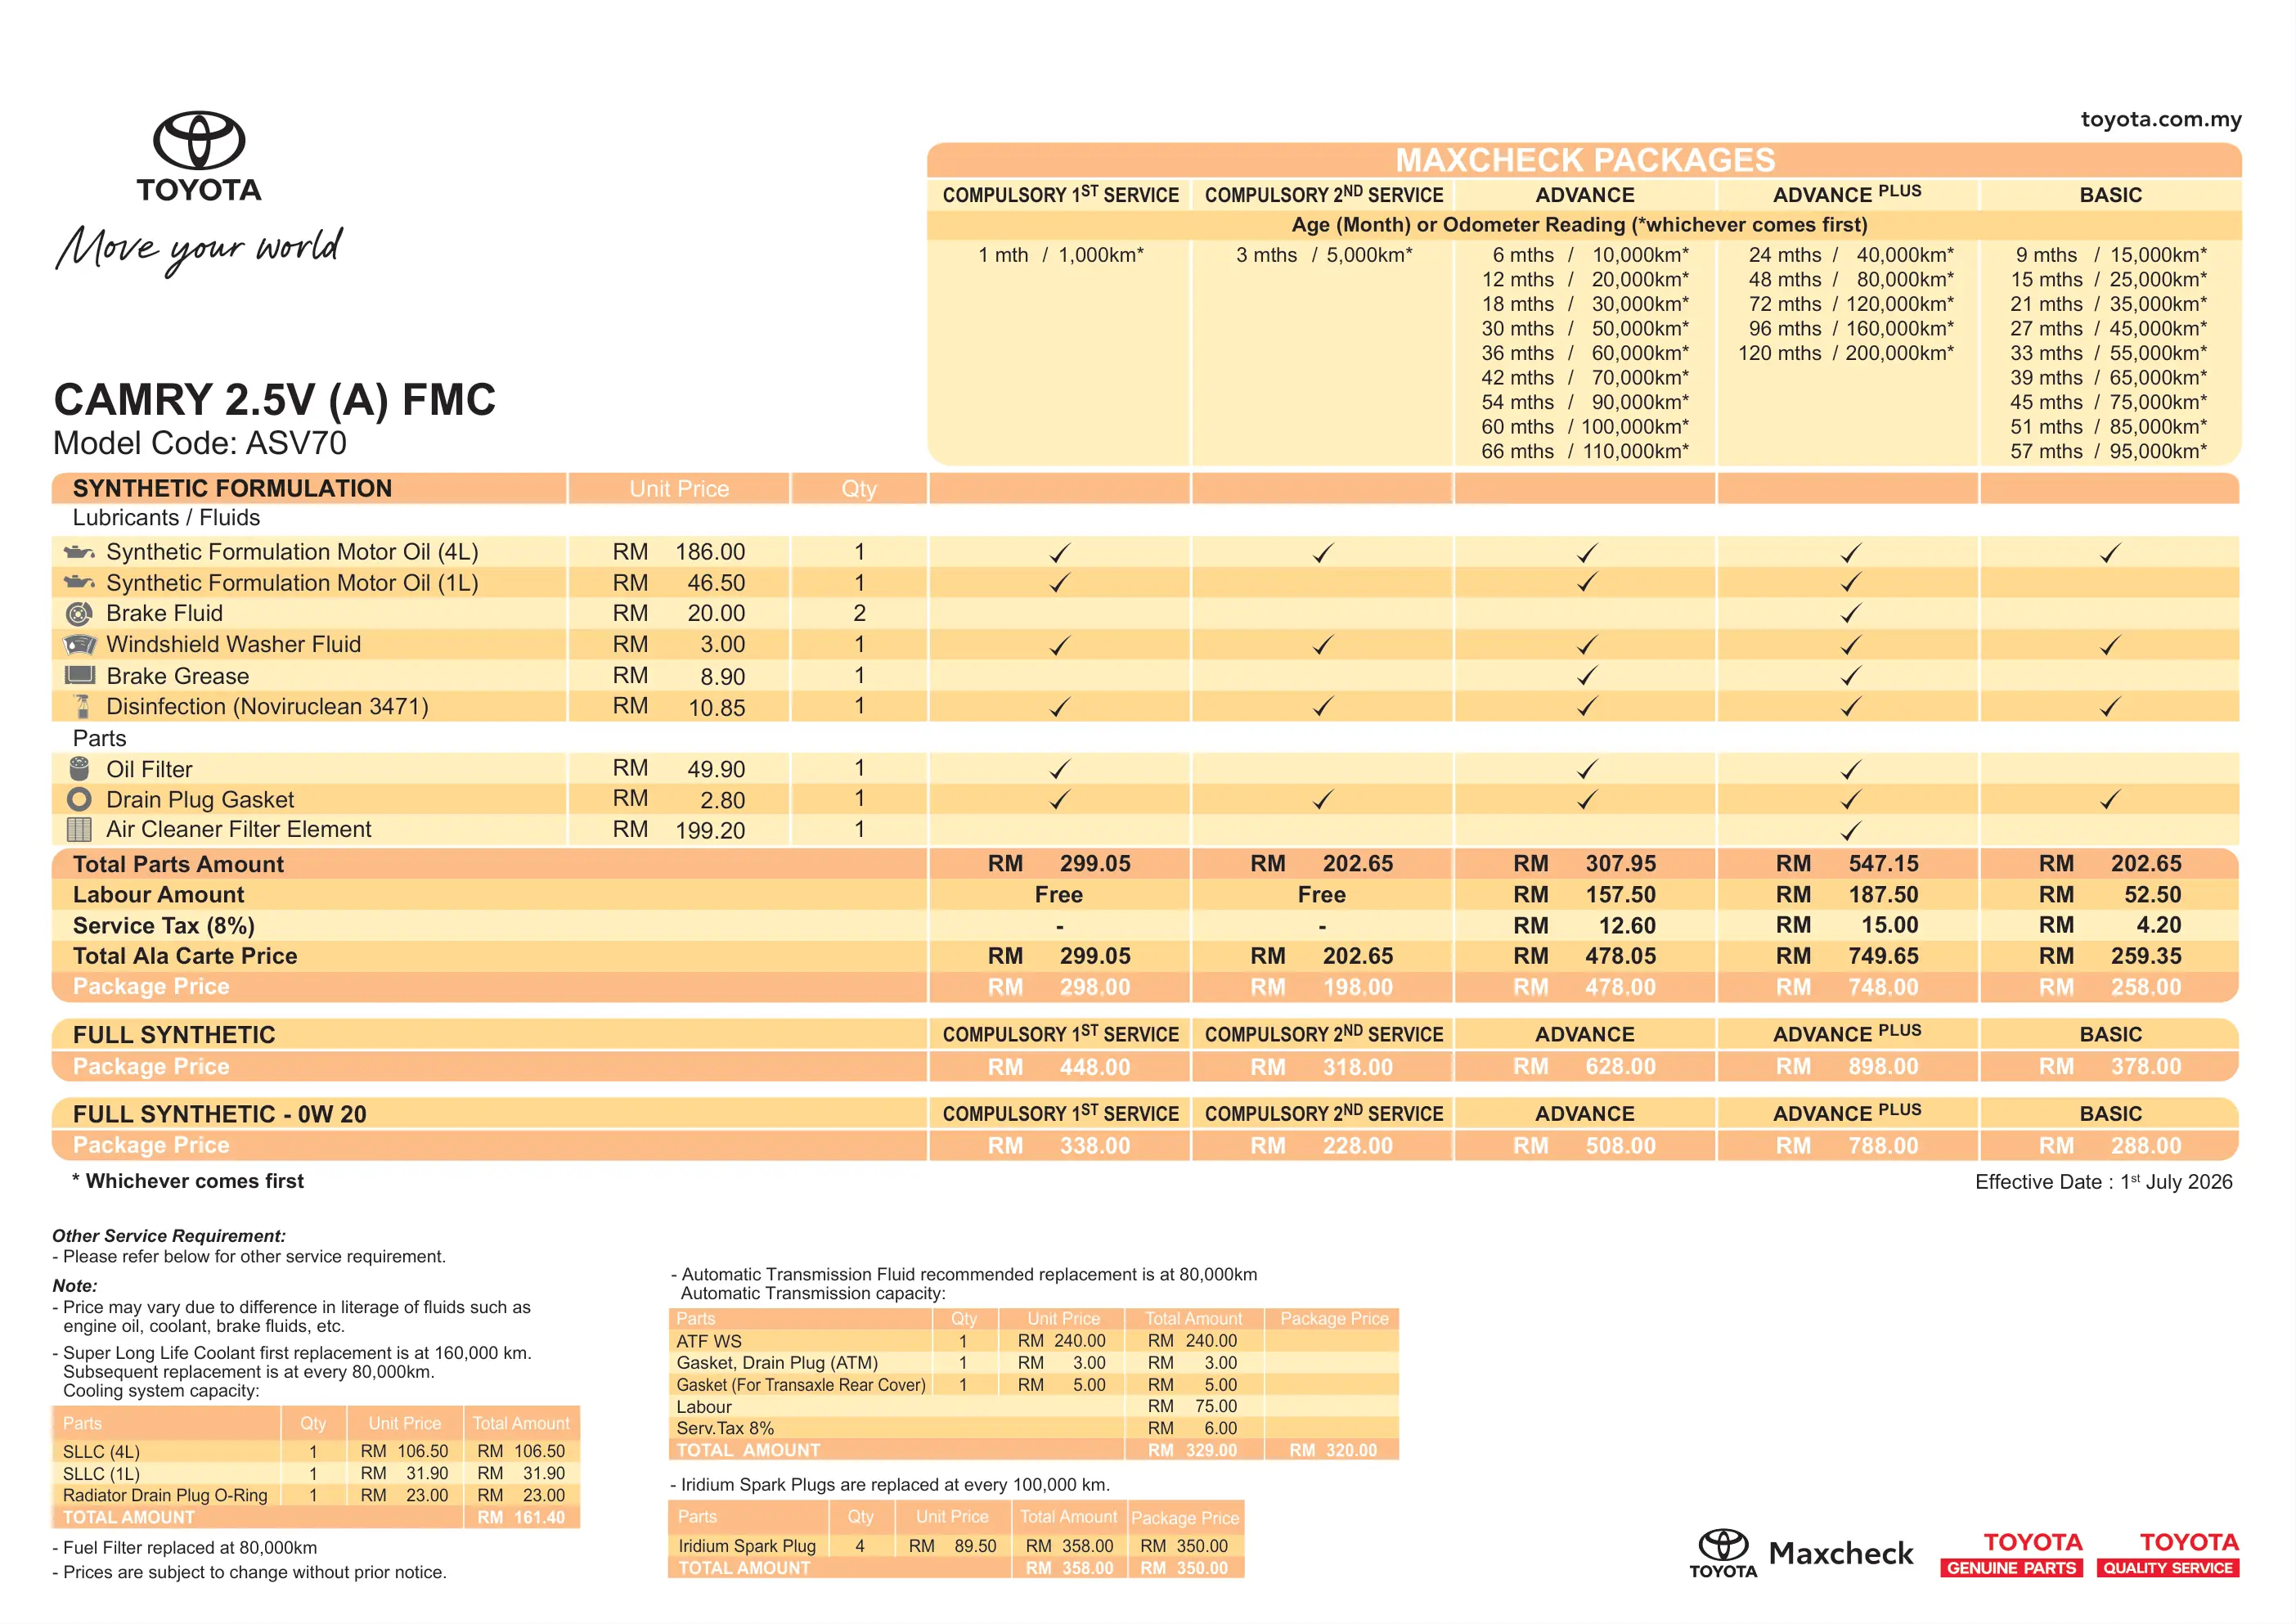 TOYOTA
Move your world
toyota.com.my
MAXCHECK PACKAGES
COMPULSORY 1ST SERVICE COMPULSORY 2ND SERVICE ADVANCE ADVANCE PLUS BASIC
Age (Month) or Odometer Reading (*whichever comes first)
1 mth / 1,000km* 3 mths / 5,000km* 6 mths / 10,000km* 24 mths / 40,000km* 9 mths / 15,000km*
12 mths / 20,000km* 48 mths / 80,000km* 15 mths / 25,000km*
18 mths / 30,000km* 72 mths / 120,000km* 21 mths / 35,000km*
30 mths / 50,000km* 96 mths / 160,000km* 27 mths / 45,000km*
36 mths / 60,000km* 120 mths / 200,000km* 33 mths / 55,000km*
42 mths / 70,000km* 39 mths / 65,000km*
54 mths / 90,000km* 45 mths / 75,000km*
60 mths / 100,000km* 51 mths / 85,000km*
66 mths / 110,000km* 57 mths / 95,000km*
CAMRY 2.5V (A) FMC
Model Code: ASV70
SYNTHETIC FORMULATION Unit Price Qty
Lubricants / Fluids
Synthetic Formulation Motor Oil (4L) RM 186.00 1 ✓ ✓ ✓ ✓ ✓
Synthetic Formulation Motor Oil (1L) RM 46.50 1 ✓ ✓ ✓
Brake Fluid RM 20.00 2 ✓
Windshield Washer Fluid RM 3.00 1 ✓ ✓ ✓ ✓ ✓
Brake Grease RM 8.90 1 ✓ ✓
Disinfection (Noviruclean 3471) RM 10.85 1 ✓ ✓ ✓ ✓ ✓
Parts
Oil Filter RM 49.90 1 ✓ ✓ ✓
Drain Plug Gasket RM 2.80 1 ✓ ✓ ✓ ✓ ✓
Air Cleaner Filter Element RM 199.20 1 ✓
Total Parts Amount RM 299.05 RM 202.65 RM 307.95 RM 547.15 RM 202.65
Labour Amount Free Free RM 157.50 RM 187.50 RM 52.50
Service Tax (8%) - - RM 12.60 RM 15.00 RM 4.20
Total Ala Carte Price RM 299.05 RM 202.65 RM 478.05 RM 749.65 RM 259.35
Package Price RM 298.00 RM 198.00 RM 478.00 RM 748.00 RM 258.00
FULL SYNTHETIC COMPULSORY 1ST SERVICE COMPULSORY 2ND SERVICE ADVANCE ADVANCE PLUS BASIC
Package Price RM 448.00 RM 318.00 RM 628.00 RM 898.00 RM 378.00
FULL SYNTHETIC - 0W 20 COMPULSORY 1ST SERVICE COMPULSORY 2ND SERVICE ADVANCE ADVANCE PLUS BASIC
Package Price RM 338.00 RM 228.00 RM 508.00 RM 788.00 RM 288.00
* Whichever comes first
Effective Date : 1st July 2026
Other Service Requirement:
- Please refer below for other service requirement.
Note:
- Price may vary due to difference in literage of fluids such as
engine oil, coolant, brake fluids, etc.
- Super Long Life Coolant first replacement is at 160,000 km.
Subsequent replacement is at every 80,000km.
Cooling system capacity:
Parts Qty Unit Price Total Amount
SLLC (4L) 1 RM 106.50 RM 106.50
SLLC (1L) 1 RM 31.90 RM 31.90
Radiator Drain Plug O-Ring 1 RM 23.00 RM 23.00
TOTAL AMOUNT RM 161.40
- Fuel Filter replaced at 80,000km
- Prices are subject to change without prior notice.
- Automatic Transmission Fluid recommended replacement is at 80,000km
Automatic Transmission capacity:
Parts Qty Unit Price Total Amount Package Price
ATF WS 1 RM 240.00 RM 240.00
Gasket, Drain Plug (ATM) 1 RM 3.00 RM 3.00
Gasket (For Transaxle Rear Cover) 1 RM 5.00 RM 5.00
Labour RM 75.00
Serv.Tax 8% RM 6.00
TOTAL AMOUNT RM 329.00 RM 320.00
- Iridium Spark Plugs are replaced at every 100,000 km.
Parts Qty Unit Price Total Amount Package Price
Iridium Spark Plug 4 RM 89.50 RM 358.00 RM 350.00
TOTAL AMOUNT RM 358.00 RM 350.00
TOYOTA
Maxcheck
TOYOTA
GENUINE PARTS
TOYOTA
QUALITY SERVICE